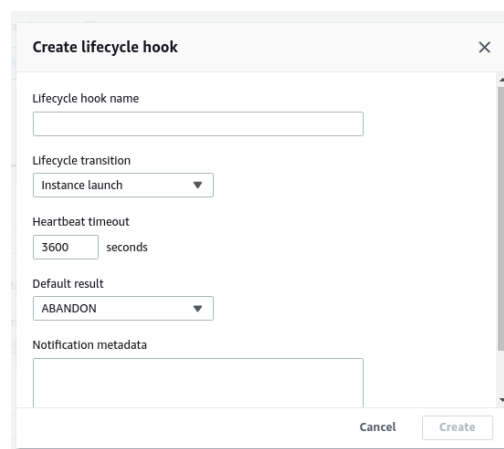 Create lifecycle hook
Lifecycle hook name
Lifecycle transition
Instance launch
Heartbeat timeout
3600 seconds
Default result
ABANDON
Notification metadata
Cancel Create